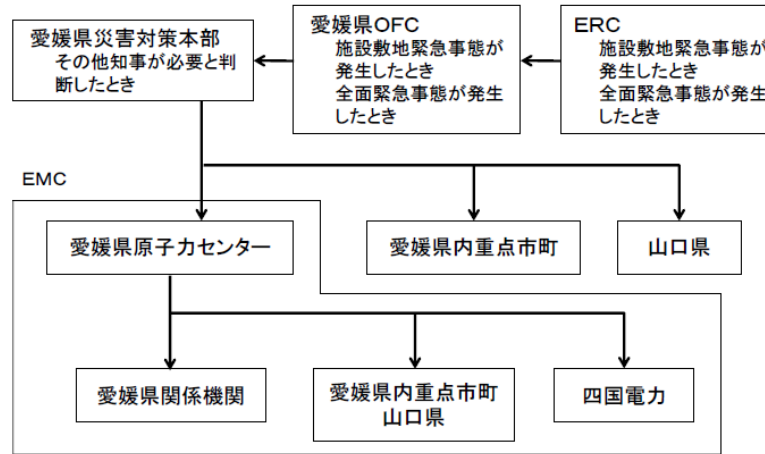 愛媛県災害対策本部
その他知事が必要と判
断したとき
愛媛県OFC
施設敷地緊急事態が
発生したとき
全面緊急事態が発生
したとき
ERC
施設敷地緊急事態が
発生したとき
全面緊急事態が発生
したとき
EMC
愛媛県原子力センター
愛媛県内重点市町
山口県
愛媛県関係機関
愛媛県内重点市町
山口県
四国電力